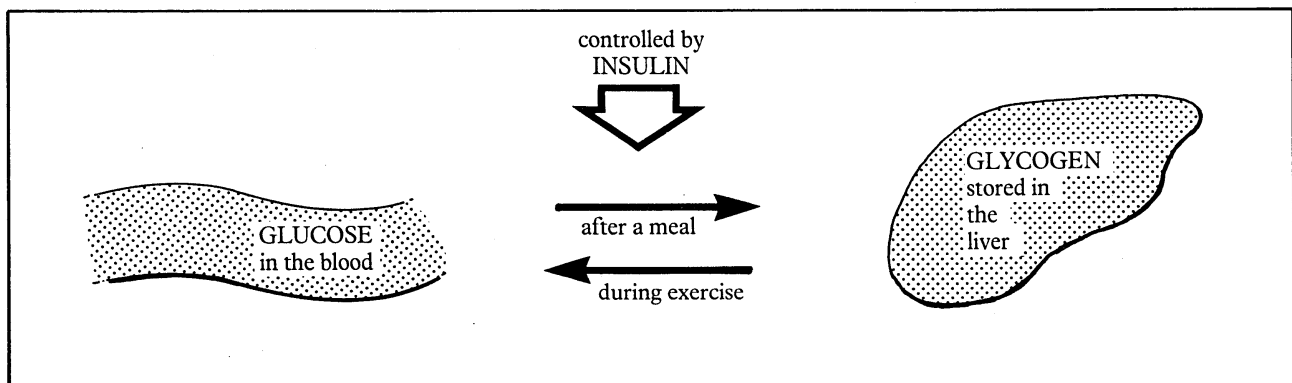 controlled by
INSULIN
GLUCOSE
in the blood
after a meal
during exercise
GLYCOGEN
stored in
the
liver